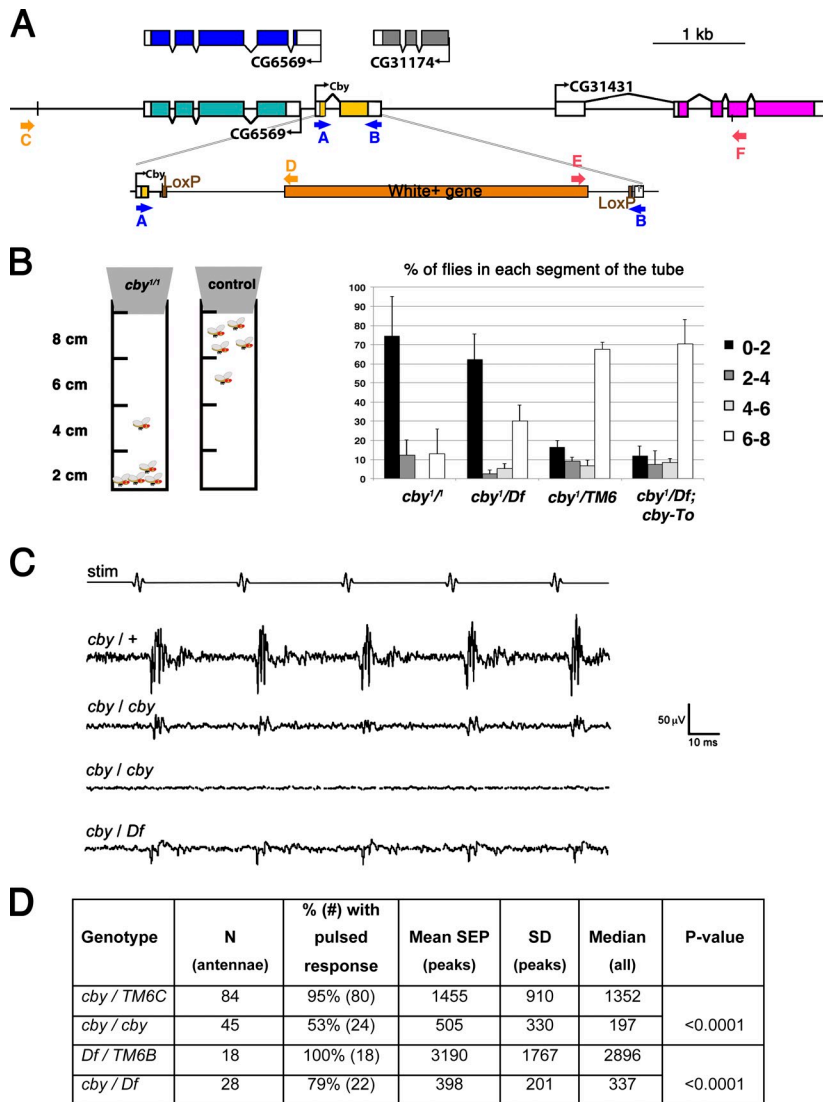 A
1 kb
CG6569
CG31174
Cby
CG31431
CG6569
C
A
B
F
D
E
Cby
LoxP
White+ gene
LoxP
A
B
B
cby1/1
control
8 cm
6 cm
4 cm
2 cm
% of flies in each segment of the tube
100
90
80
70
60
50
40
30
20
10
0
cby1/1
cby1/Df
cby1/TM6
cby1/Df;
cby-To
0-2
2-4
4-6
6-8
C
stim
cby / +
cby / cby
cby / cby
cby / Df
50 µV
10 ms
D
Genotype N (antennae) % (#) with pulsed response Mean SEP (peaks) SD (peaks) Median (all) P-value
cby / TM6C 84 95% (80) 1455 910 1352
cby / cby 45 53% (24) 505 330 197 <0.0001
Df / TM6B 18 100% (18) 3190 1767 2896
cby / Df 28 79% (22) 398 201 337 <0.0001